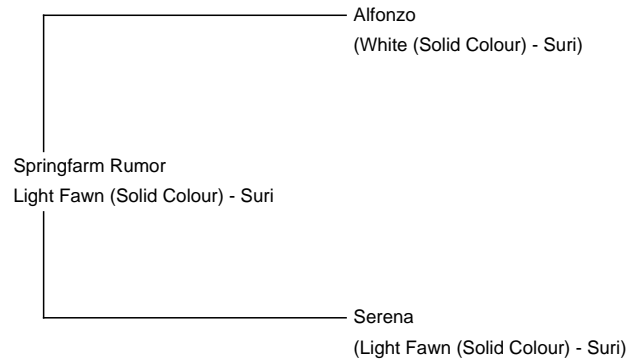 Alfonzo
(White (Solid Colour) - Suri)
Springfarm Rumor
Light Fawn (Solid Colour) - Suri
Serena
(Light Fawn (Solid Colour) - Suri)